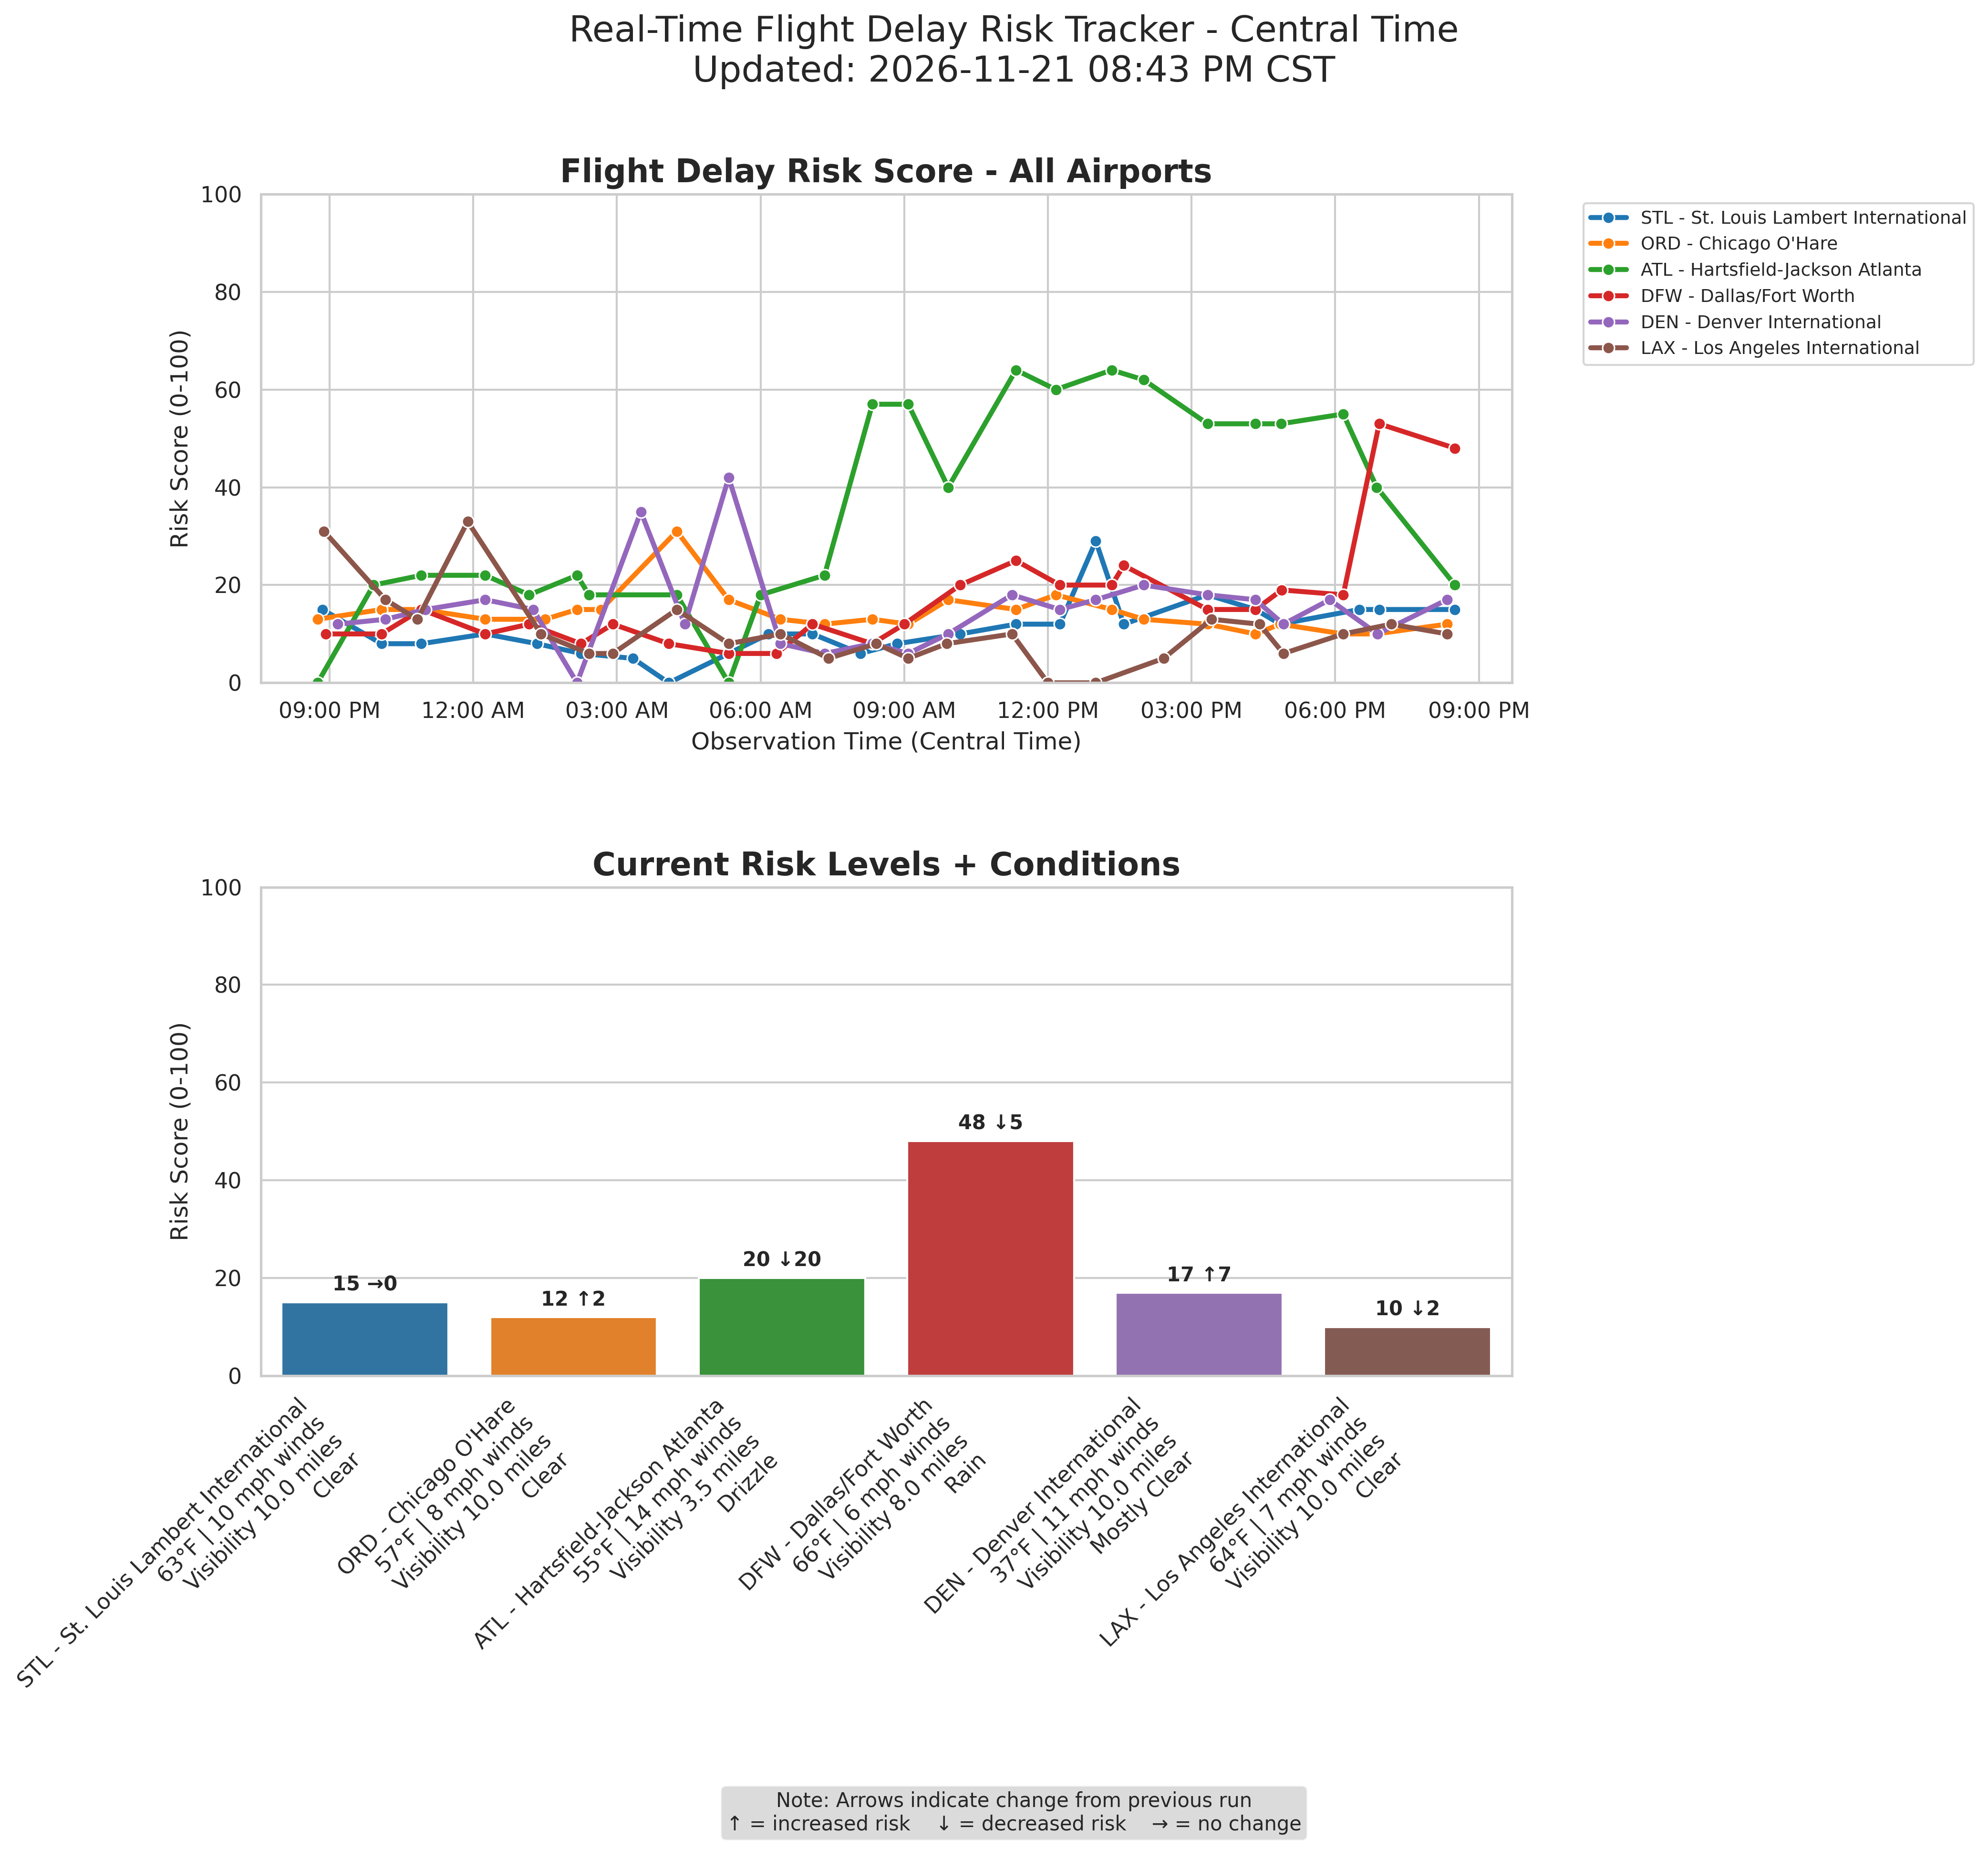 Real-Time Flight Delay Risk Tracker - Central Time
Updated: 2026-11-21 08:43 PM CST
Flight Delay Risk Score - All Airports
100
80
60
40
20
0
Risk Score (0-100)
09:00 PM
12:00 AM
03:00 AM
06:00 AM
09:00 AM
12:00 PM
03:00 PM
06:00 PM
09:00 PM
Observation Time (Central Time)
STL - St. Louis Lambert International
ORD - Chicago O'Hare
ATL - Hartsfield-Jackson Atlanta
DFW - Dallas/Fort Worth
DEN - Denver International
LAX - Los Angeles International
Current Risk Levels + Conditions
100
80
60
40
20
0
Risk Score (0-100)
15 →0
12 ↑2
20 ↓20
48 ↓5
17 ↑7
10 ↓2
STL - St. Louis Lambert International
63°F | 10 mph winds
Visibility 10.0 miles
Clear
ORD - Chicago O'Hare
57°F | 8 mph winds
Visibility 10.0 miles
Clear
ATL - Hartsfield-Jackson Atlanta
55°F | 14 mph winds
Visibility 3.5 miles
Drizzle
DFW - Dallas/Fort Worth
66°F | 6 mph winds
Visibility 8.0 miles
Rain
DEN - Denver International
37°F | 11 mph winds
Visibility 10.0 miles
Mostly Clear
LAX - Los Angeles International
64°F | 7 mph winds
Visibility 10.0 miles
Clear
Note: Arrows indicate change from previous run
↑ = increased risk    ↓ = decreased risk    → = no change